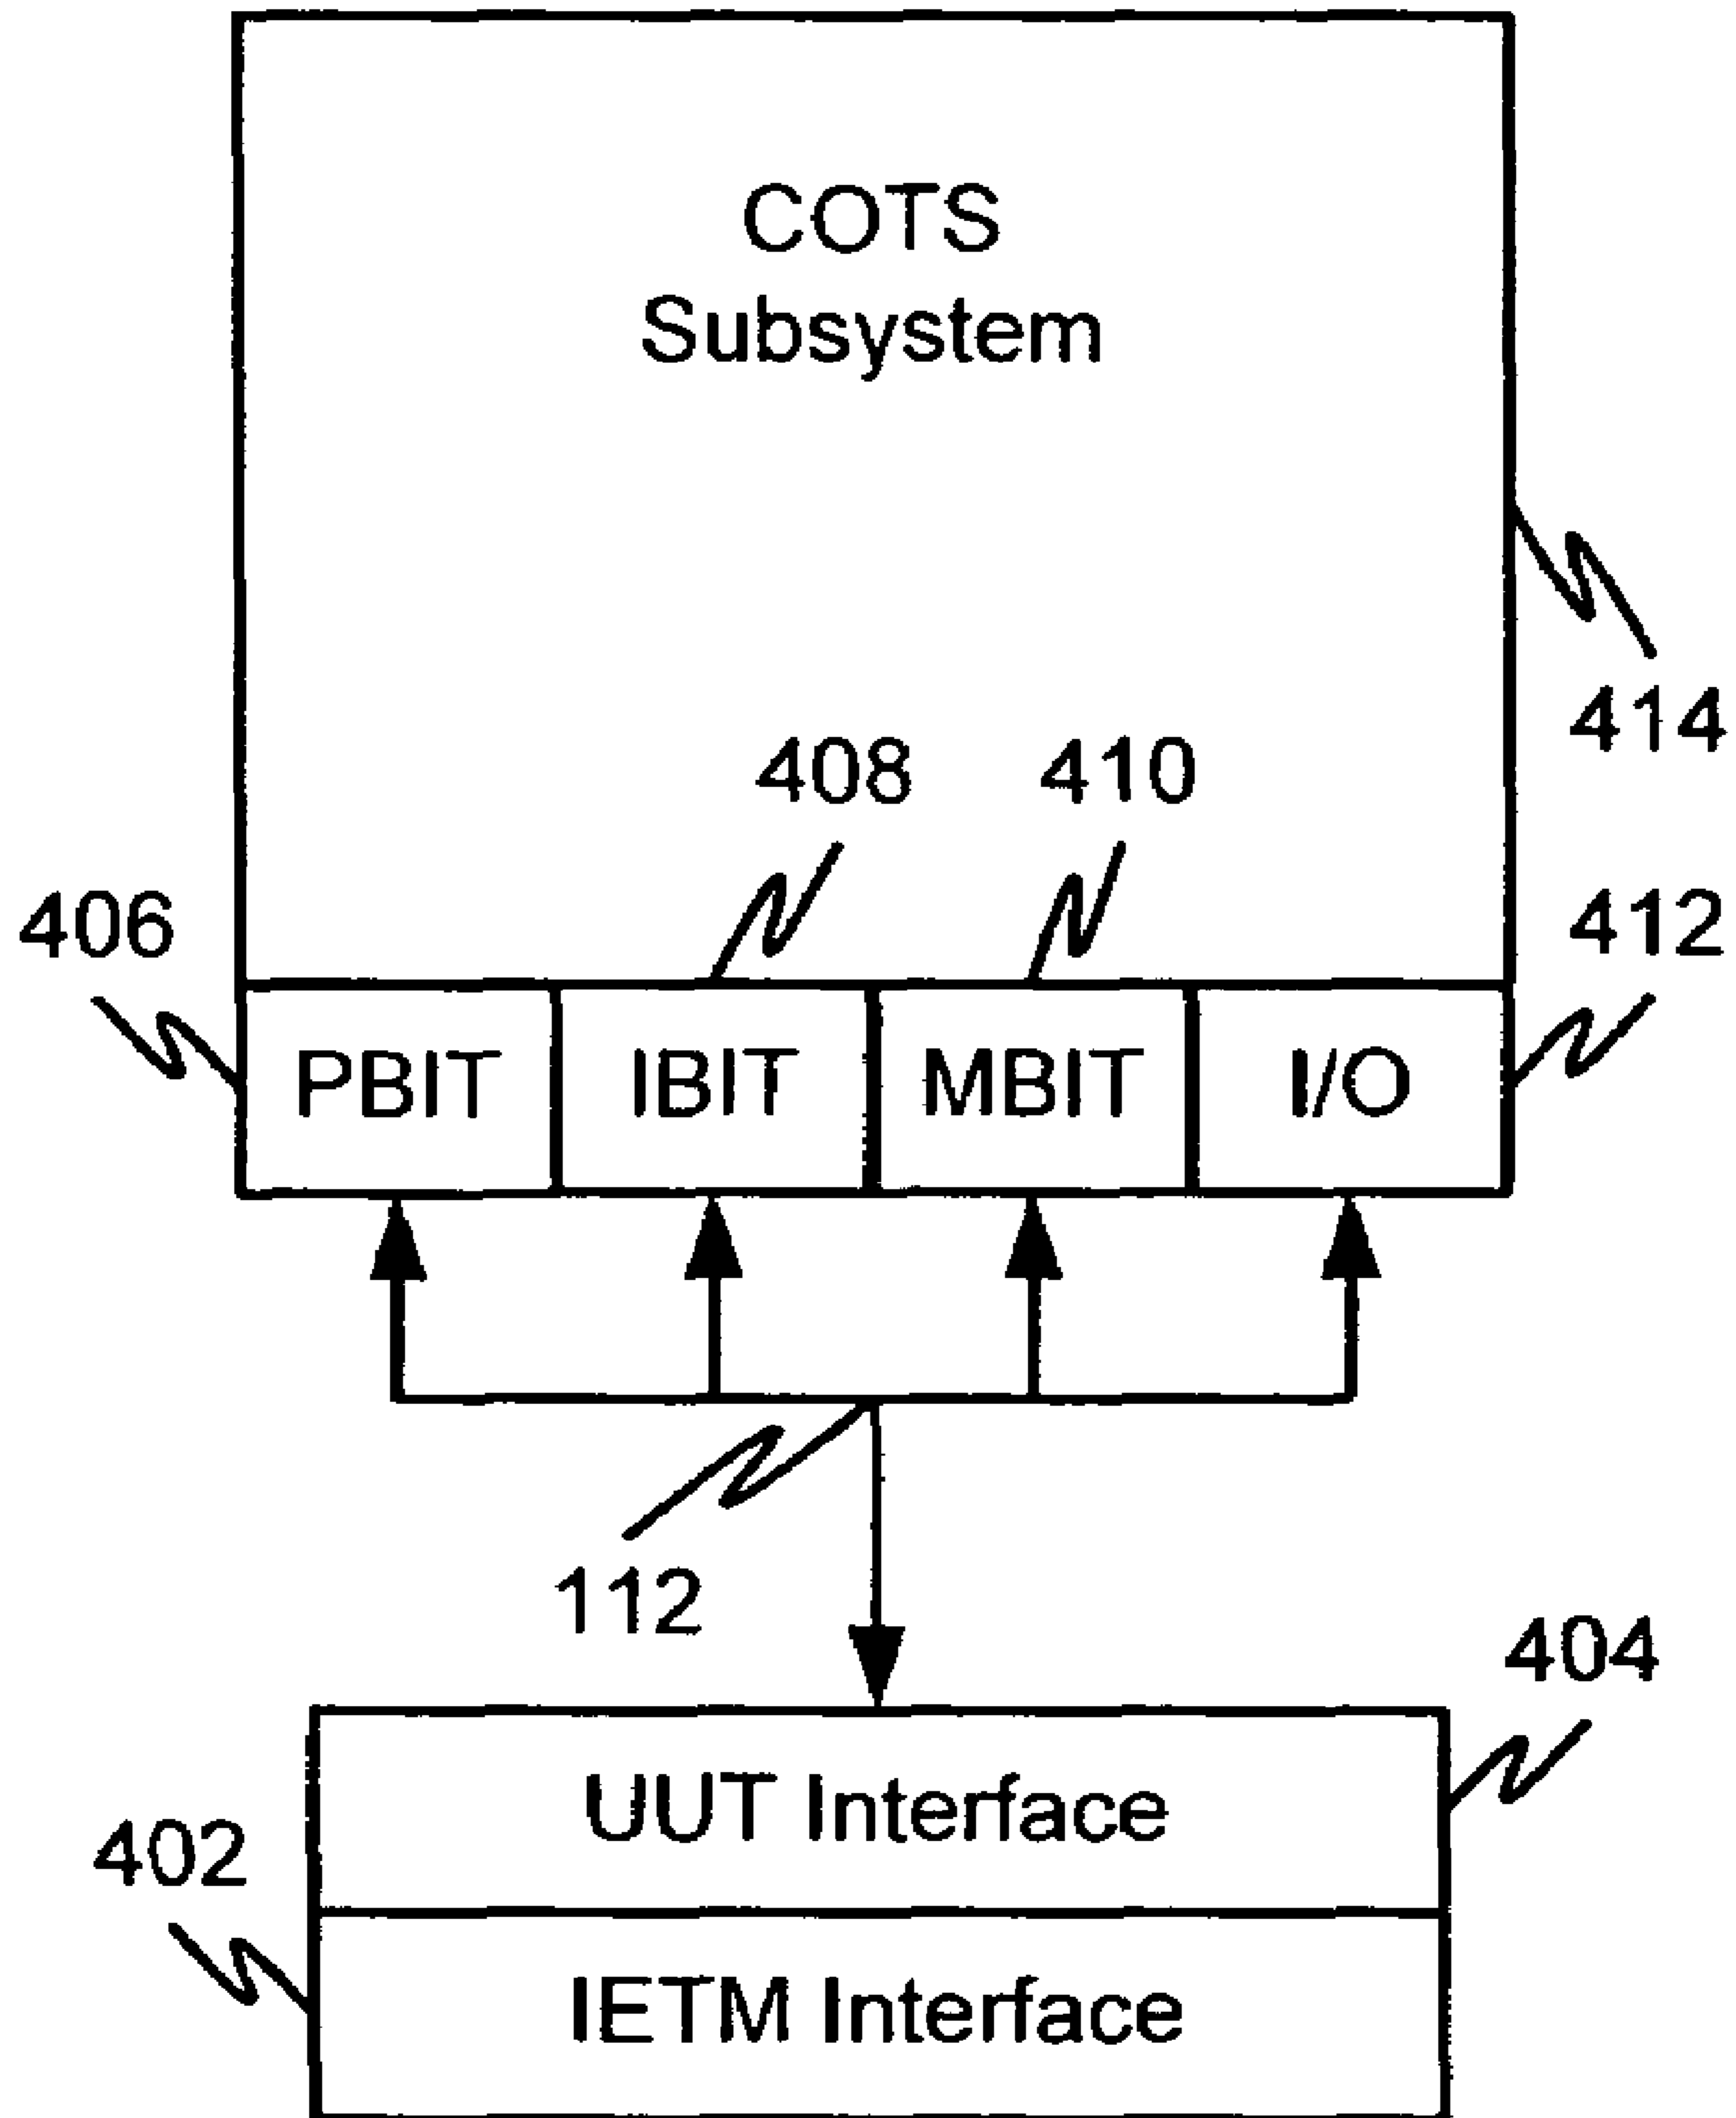 COTS
Subsystem
414
408
410
406
412
PBIT
IBIT
MBIT
I/O
112
404
UUT Interface
402
IETM Interface